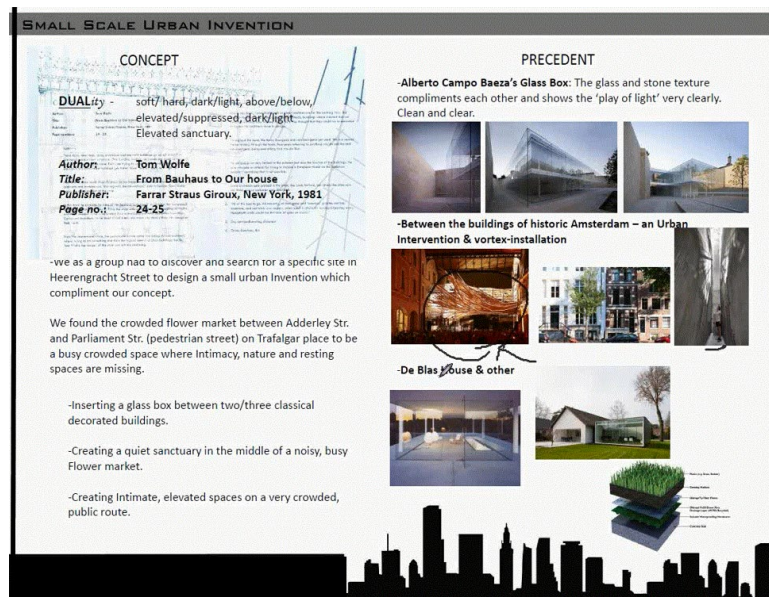 SMALL SCALE URBAN INVENTION
CONCEPT
DUALity - soft/ hard, dark/light, above/below,
elevated/suppressed, dark/light
Elevated sanctuary.
Author: Tom Wolfe
Title: From Bauhaus to Our house
Publisher: Farrar Straus Giroux, New York, 1981
Page no.: 24-25
-We as a group had to discover and search for a specific site in
Heerengracht Street to design a small urban Invention which
compliment our concept.
We found the crowded flower market between Adderley Str.
and Parliament Str. (pedestrian street) on Trafalgar place to be
a busy crowded space where Intimacy, nature and resting
spaces are missing.
-Inserting a glass box between two/three classical
decorated buildings.
-Creating a quiet sanctuary in the middle of a noisy, busy
Flower market.
-Creating Intimate, elevated spaces on a very crowded,
public route.
PRECEDENT
-Alberto Campo Baeza's Glass Box: The glass and stone texture
compliments each other and shows the 'play of light' very clearly.
Clean and clear.
-Between the buildings of historic Amsterdam – an Urban
Intervention & vortex-installation
-De Blas House & other